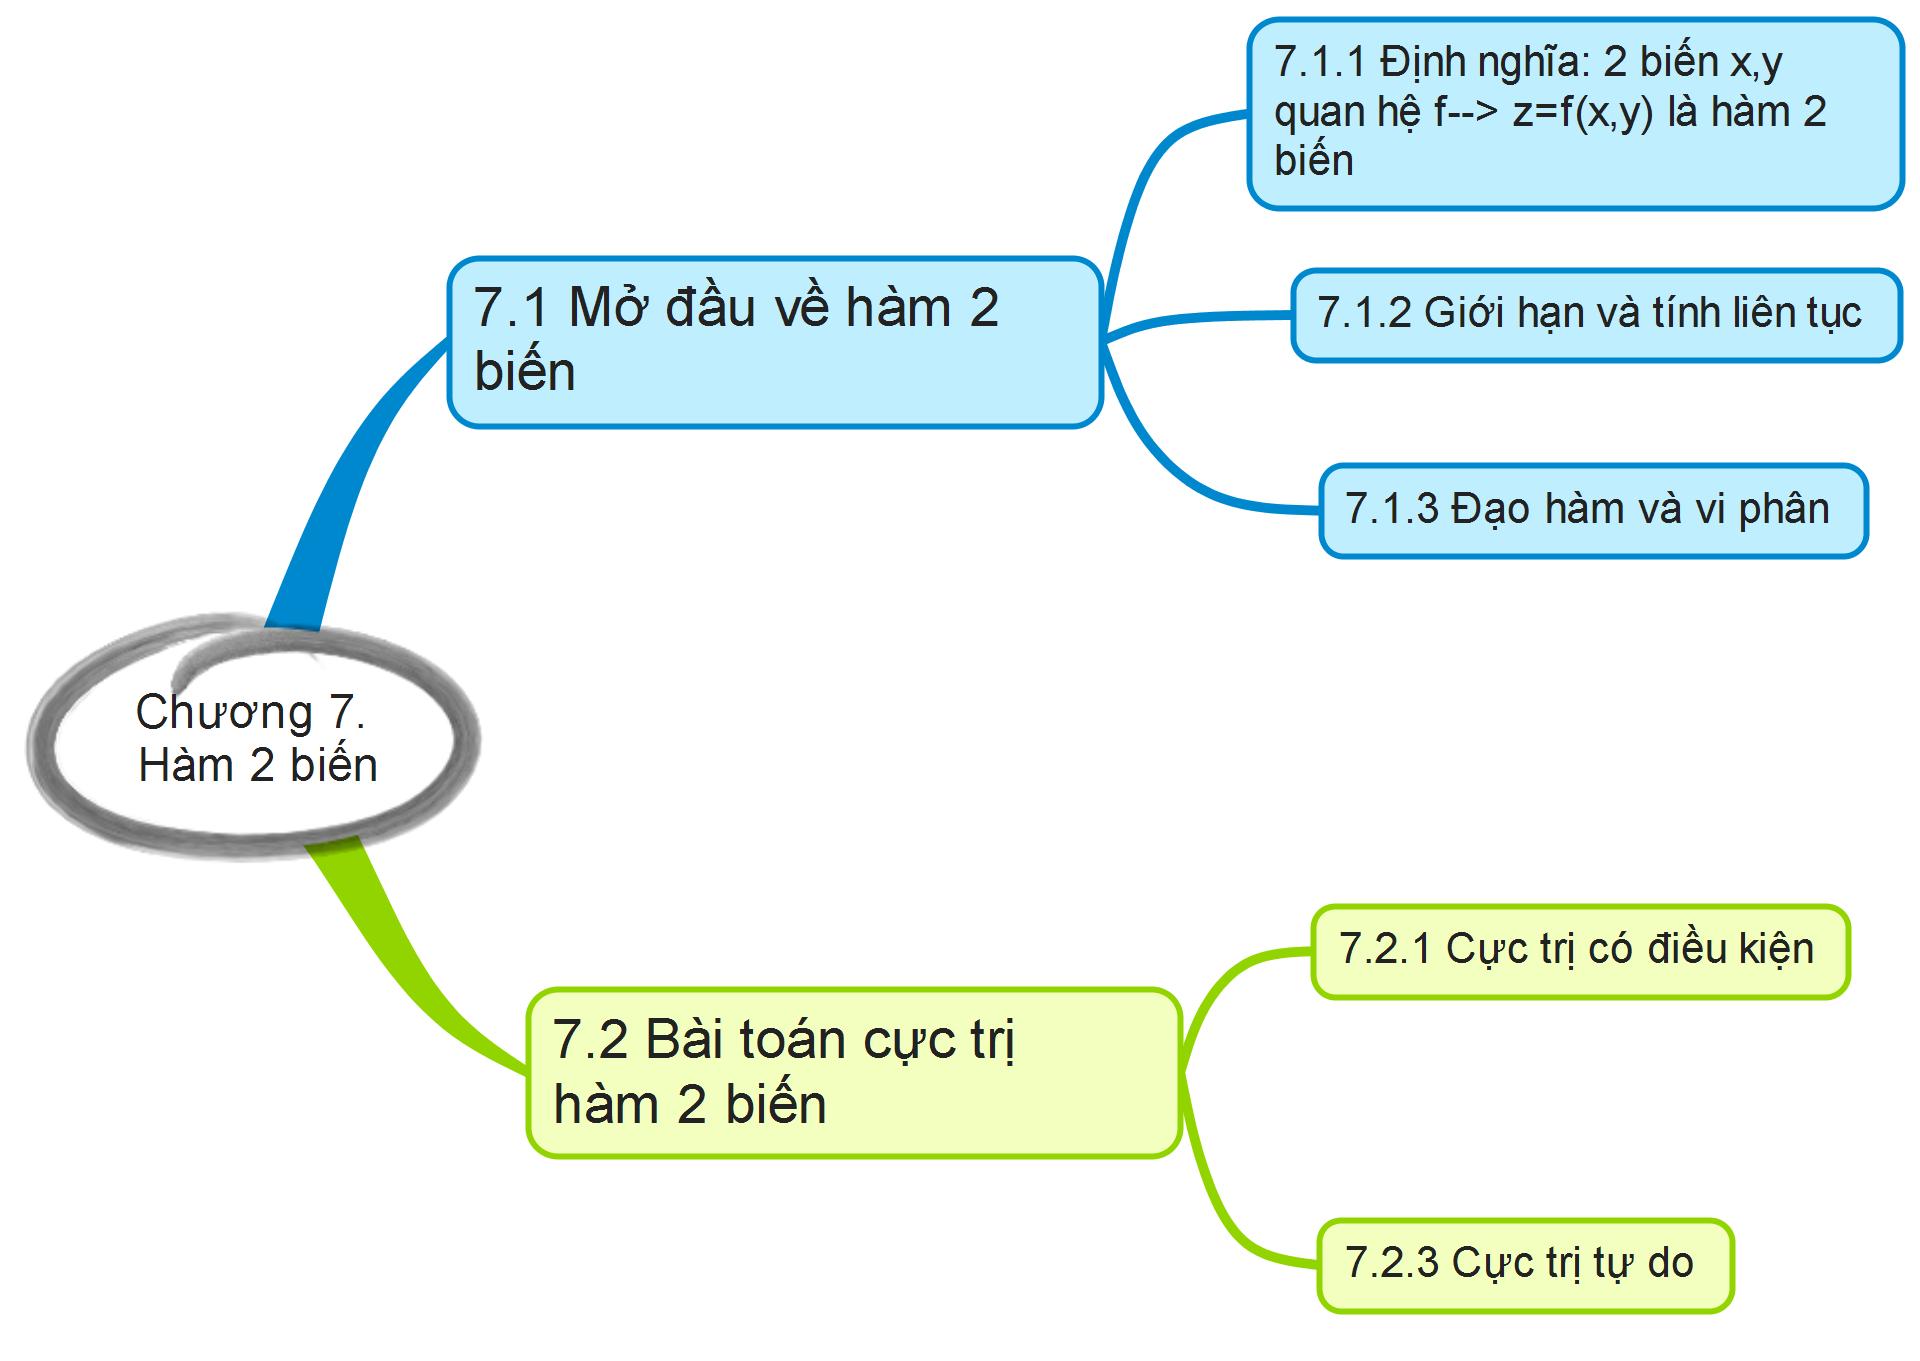 Chương 7.
Hàm 2 biến
7.1 Mở đầu về hàm 2
biến
7.1.1 Định nghĩa: 2 biến x,y
quan hệ f--> z=f(x,y) là hàm 2
biến
7.1.2 Giới hạn và tính liên tục
7.1.3 Đạo hàm và vi phân
7.2 Bài toán cực trị
hàm 2 biến
7.2.1 Cực trị có điều kiện
7.2.3 Cực trị tự do